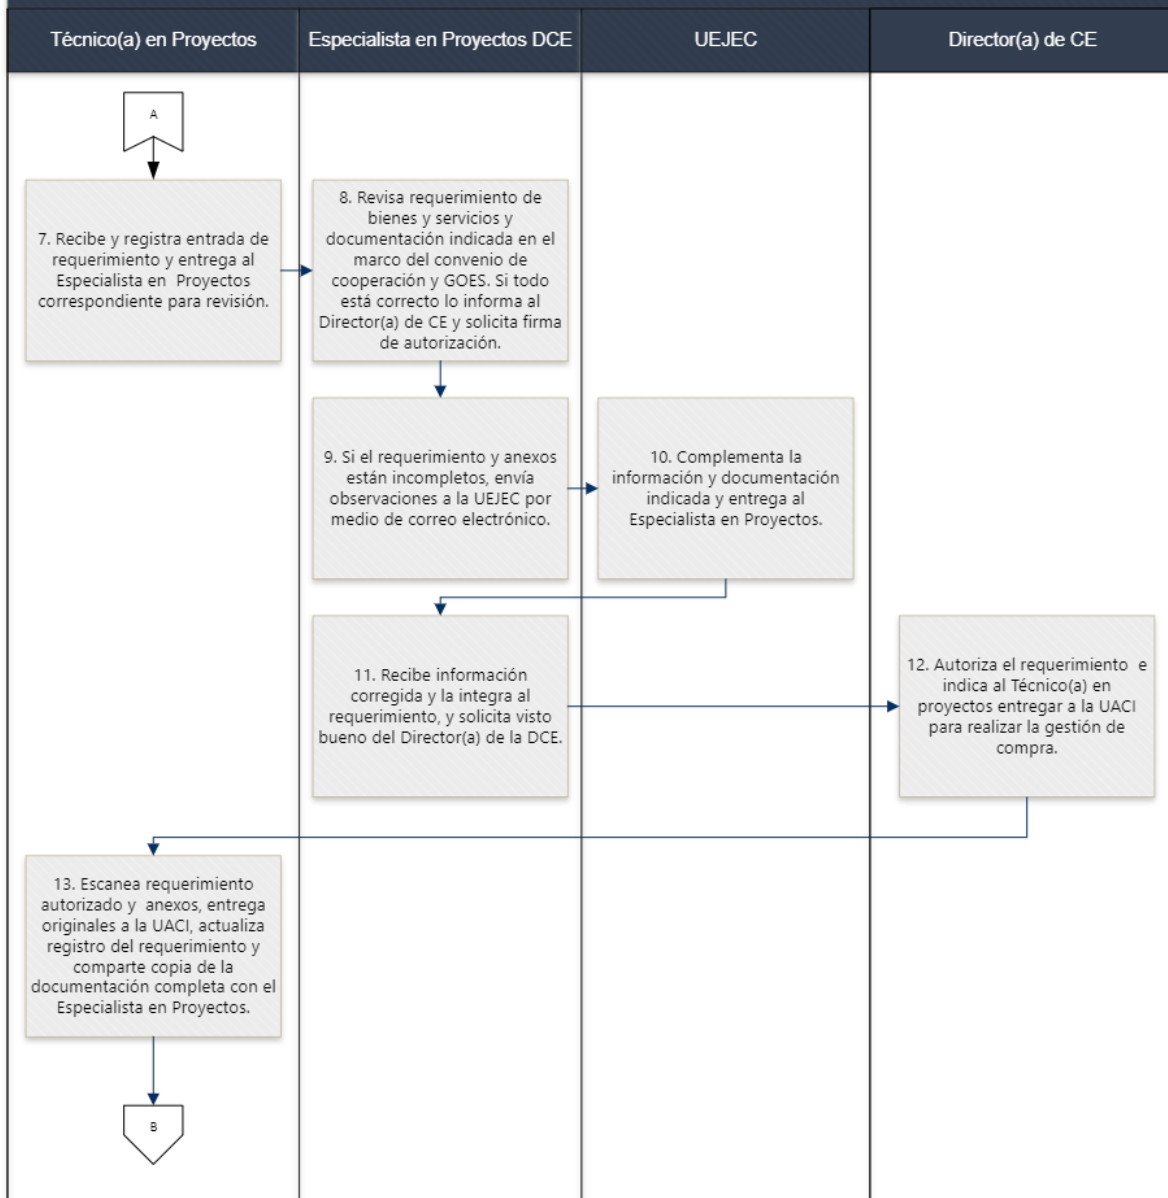 Técnico(a) en Proyectos
Especialista en Proyectos DCE
UEJEC
Director(a) de CE
A
7. Recibe y registra entrada de
requerimiento y entrega al
Especialista en Proyectos
correspondiente para revisión.
8. Revisa requerimiento de
bienes y servicios y
documentación indicada en el
marco del convenio de
cooperación y GOES. Si todo
está correcto lo informa al
Director(a) de CE y solicita firma
de autorización.
9. Si el requerimiento y anexos
están incompletos, envía
observaciones a la UEJEC por
medio de correo electrónico.
10. Complementa la
información y documentación
indicada y entrega al
Especialista en Proyectos.
11. Recibe información
corregida y la integra al
requerimiento, y solicita visto
bueno del Director(a) de la DCE.
12. Autoriza el requerimiento e
indica al Técnico(a) en
proyectos entregar a la UACI
para realizar la gestión de
compra.
13. Escanea requerimiento
autorizado y anexos, entrega
originales a la UACI, actualiza
registro del requerimiento y
comparte copia de la
documentación completa con el
Especialista en Proyectos.
B